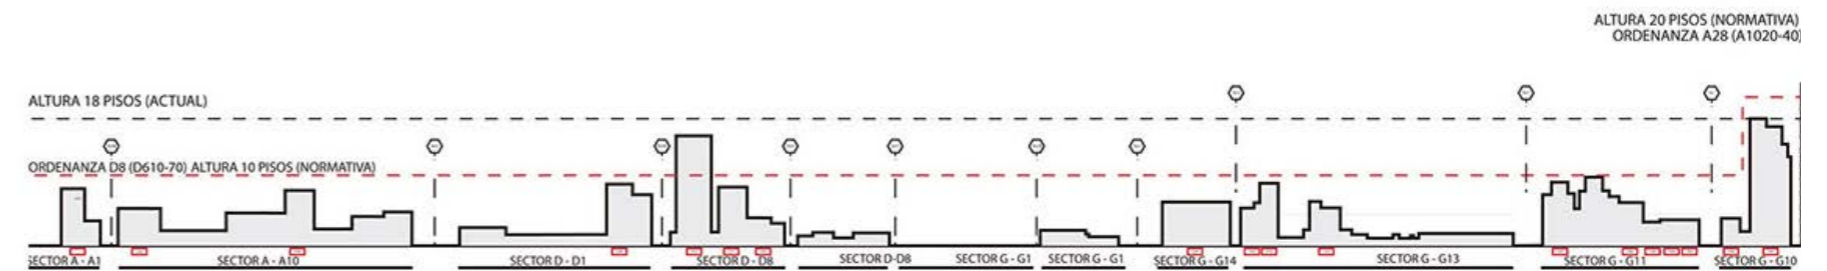 ALTURA 20 PISOS (NORMATIVA)
ORDENANZA A28 (A1020-40)
ALTURA 18 PISOS (ACTUAL)
ORDENANZA D8 (D610-70) ALTURA 10 PISOS (NORMATIVA)
SECTOR A - A1
SECTOR A - A10
SECTOR D - D1
SECTOR D - D8
SECTOR D-D8
SECTOR G - G1
SECTOR G - G1
SECTOR G - G14
SECTOR G - G13
SECTOR G - G11
SECTOR G - G10